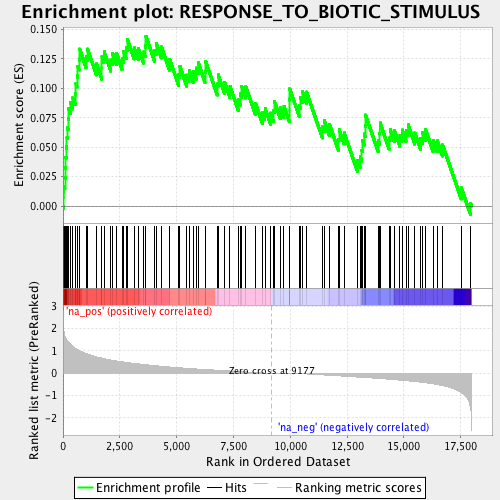 Enrichment plot: RESPONSE_TO_BIOTIC_STIMULUS
Enrichment score (ES)
0.150
0.125
0.100
0.075
0.050
0.025
0.000
Ranked list metric (PreRanked)
3
2
1
0
-1
-2
'na_pos' (positively correlated)
Zero cross at 9177
'na_neg' (negatively correlated)
0
2,500
5,000
7,500
10,000
12,500
15,000
17,500
Rank in Ordered Dataset
Enrichment profile
Hits
Ranking metric scores